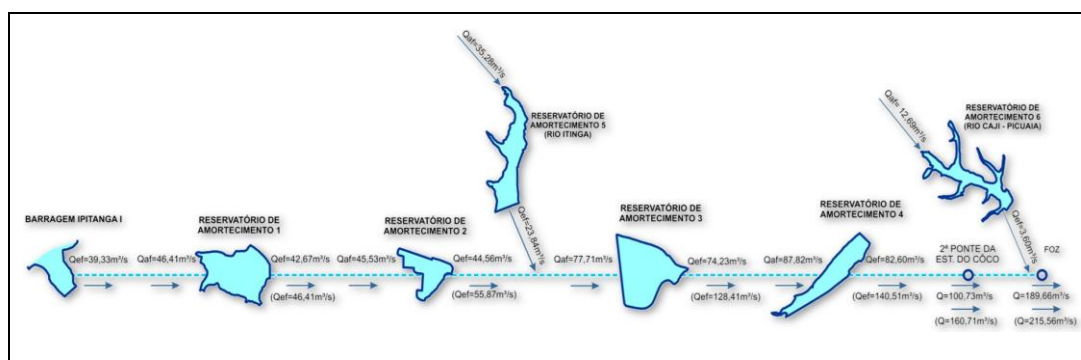 Qaf=35,28m³/s
RESERVATÓRIO DE
AMORTECIMENTO 5
(RIO ITINGA)
Qef=23,84m³/s
Qaf= 12,69m³/s
RESERVATÓRIO DE
AMORTECIMENTO 6
(RIO CAJI - PICUAIA)
Qef=3,60m³/s
BARRAGEM IPITANGA I
Qef=39,33m³/s
Qaf=46,41m³/s
RESERVATÓRIO DE
AMORTECIMENTO 1
Qef=42,67m³/s
(Qef=46,41m³/s)
Qaf=45,53m³/s
RESERVATÓRIO DE
AMORTECIMENTO 2
Qef=44,56m³/s
(Qef=55,87m³/s)
Qaf=77,71m³/s
RESERVATÓRIO DE
AMORTECIMENTO 3
Qef=74,23m³/s
(Qef=128,41m³/s)
Qaf=87,82m³/s
RESERVATÓRIO DE
AMORTECIMENTO 4
Qef=82,60m³/s
(Qef=140,51m³/s)
2ª PONTE DA
EST. DO CÔCO
Q=100,73m³/s
(Q=160,71m³/s)
FOZ
Q=189,66m³/s
(Q=215,56m³/s)